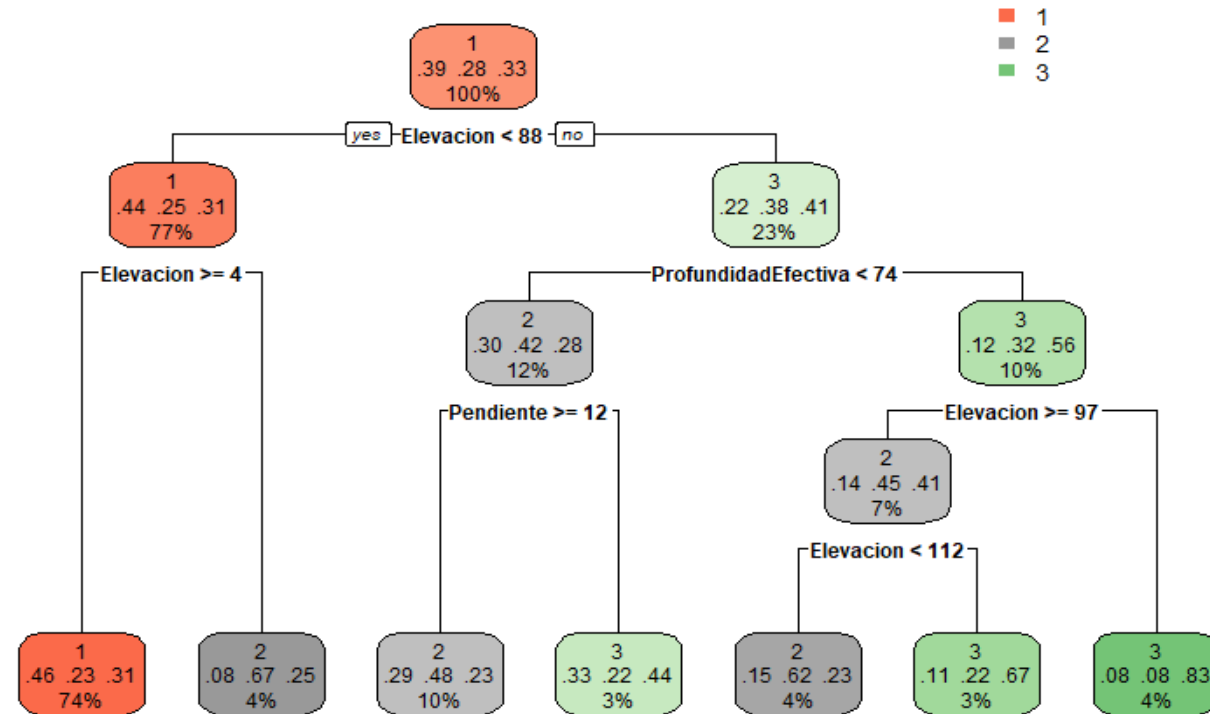 1
2
3
1
.39 .28 .33
100%
yes Elevacion < 88 no
1
.44 .25 .31
77%
3
.22 .38 .41
23%
Elevacion >= 4
ProfundidadEfectiva < 74
2
.30 .42 .28
12%
3
.12 .32 .56
10%
Pendiente >= 12
Elevacion >= 97
2
.14 .45 .41
7%
Elevacion < 112
1
.46 .23 .31
74%
2
.08 .67 .25
4%
2
.29 .48 .23
10%
3
.33 .22 .44
3%
2
.15 .62 .23
4%
3
.11 .22 .67
3%
3
.08 .08 .83
4%